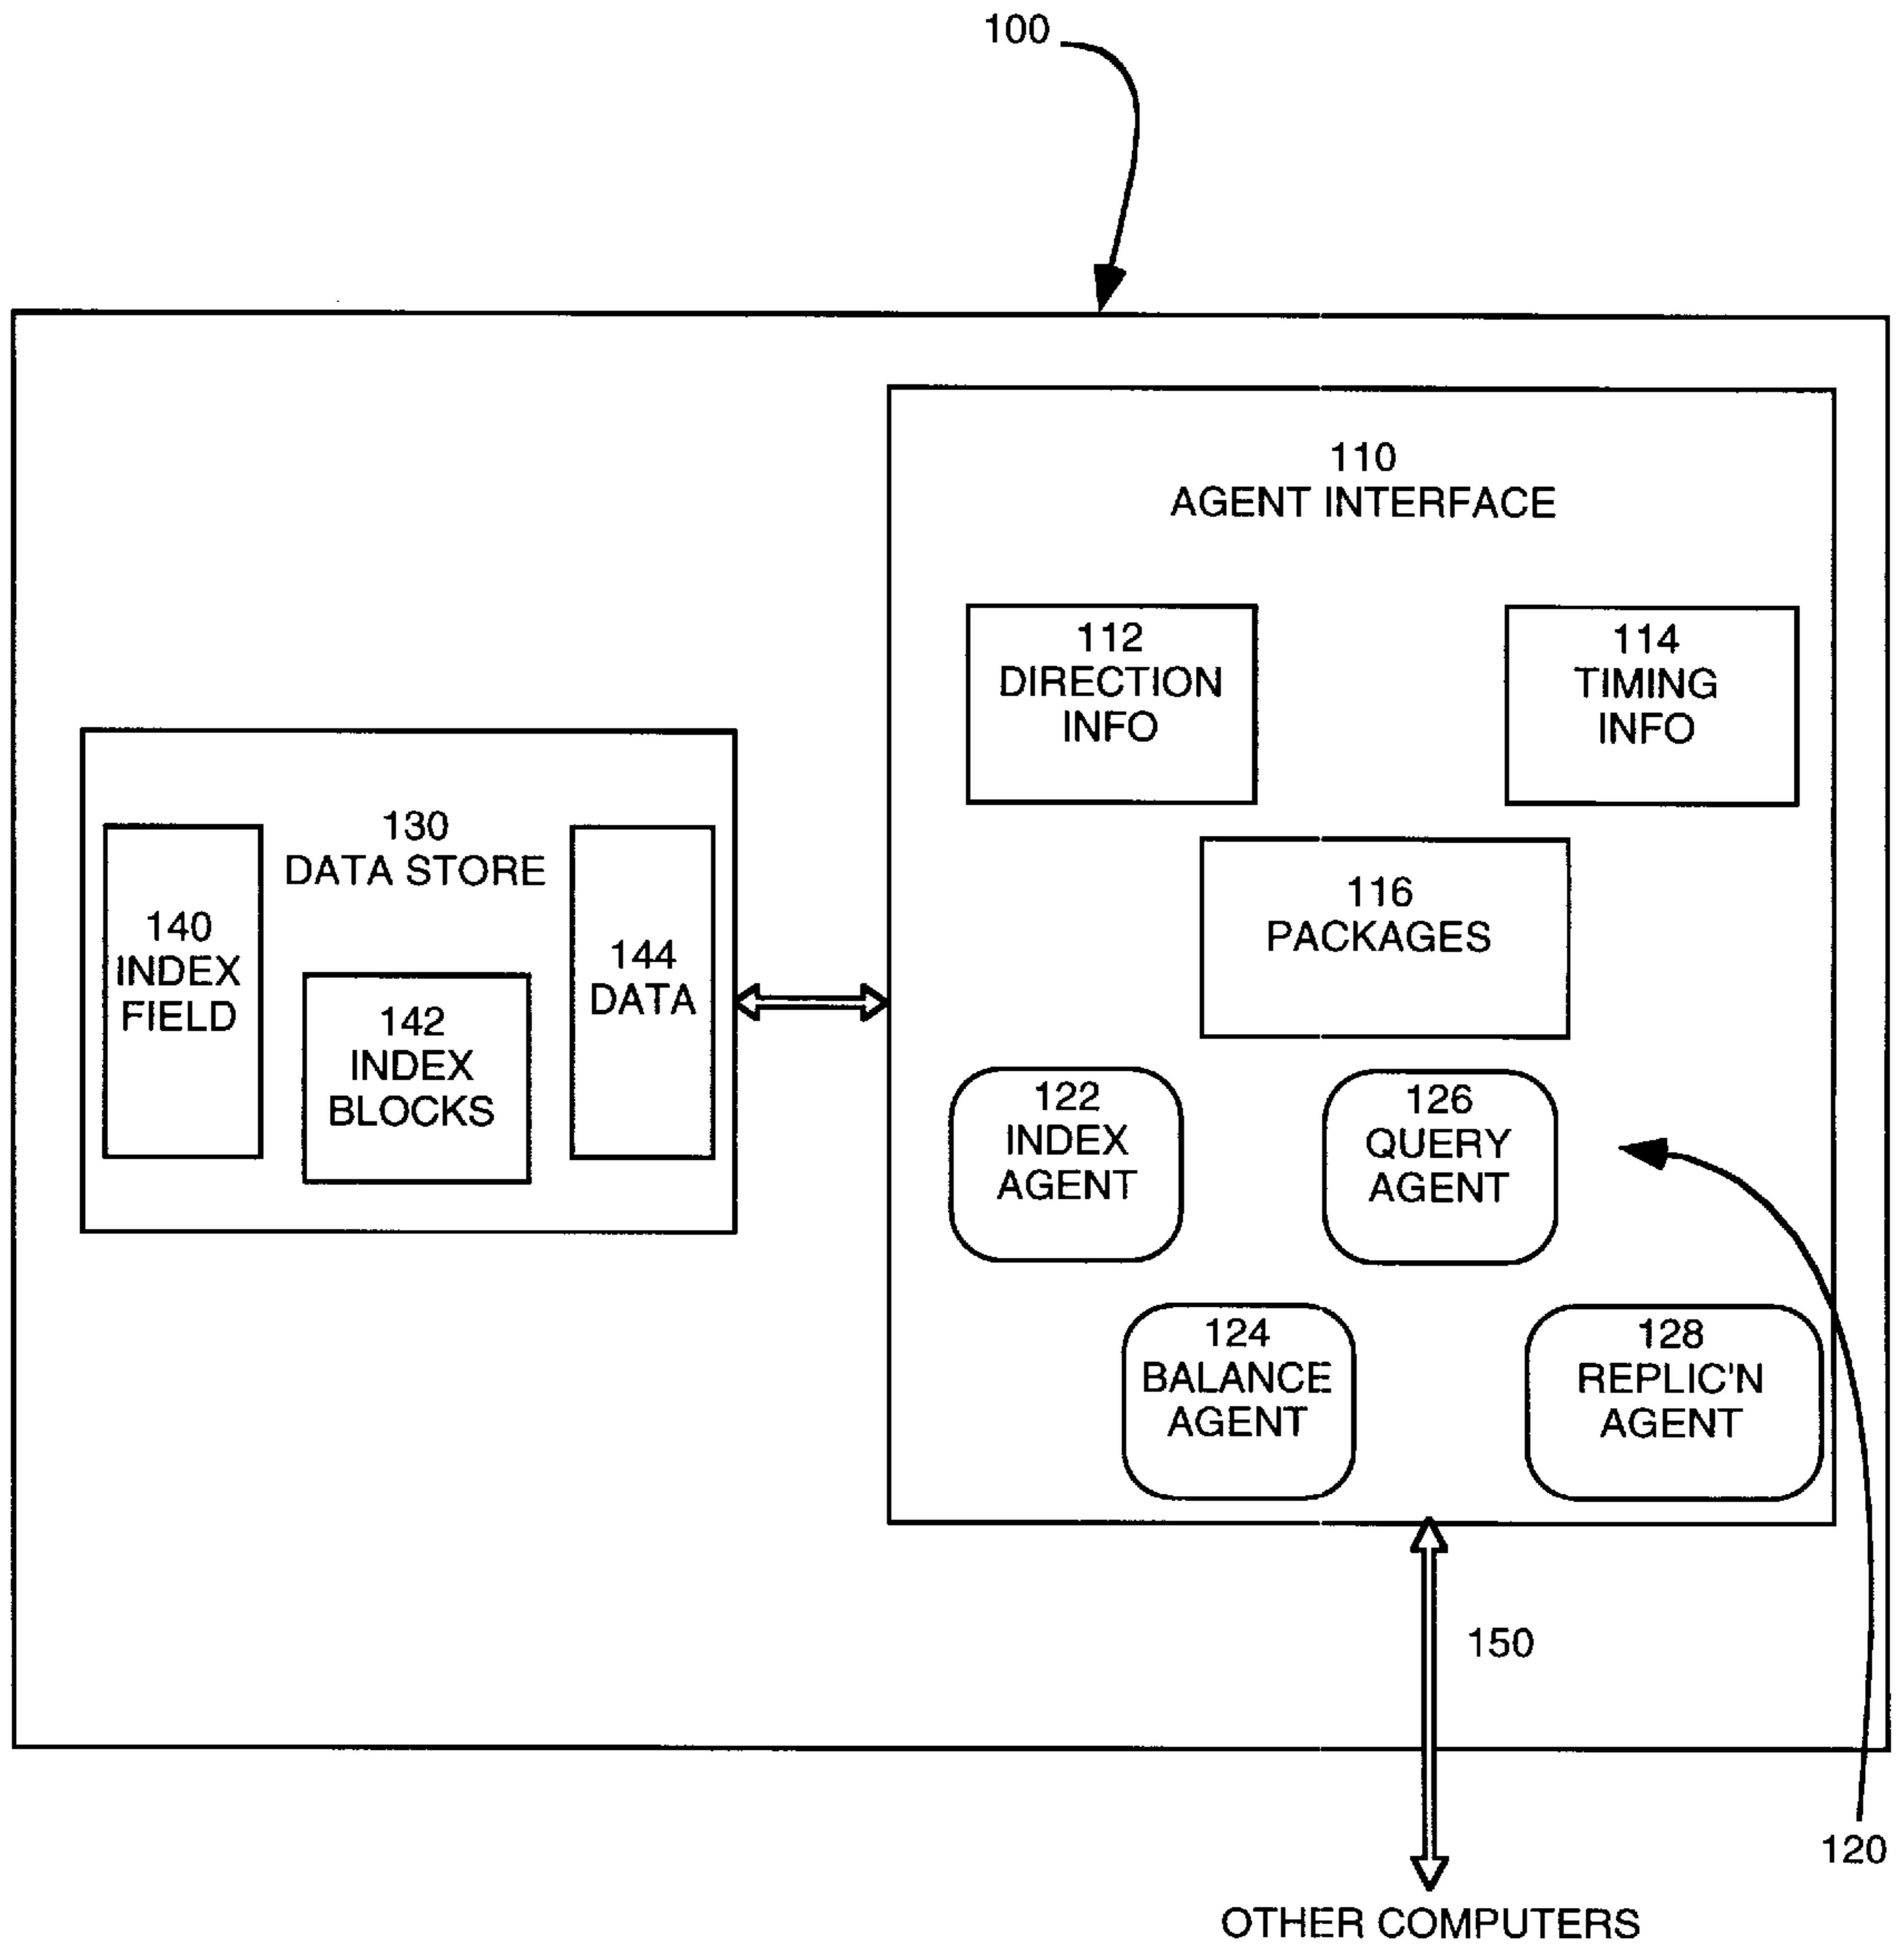 100
110
AGENT INTERFACE
112
DIRECTION
INFO
114
TIMING
INFO
130
DATA STORE
140
INDEX
FIELD
142
INDEX
BLOCKS
144
DATA
116
PACKAGES
122
INDEX
AGENT
126
QUERY
AGENT
124
BALANCE
AGENT
128
REPLIC'N
AGENT
150
120
OTHER COMPUTERS